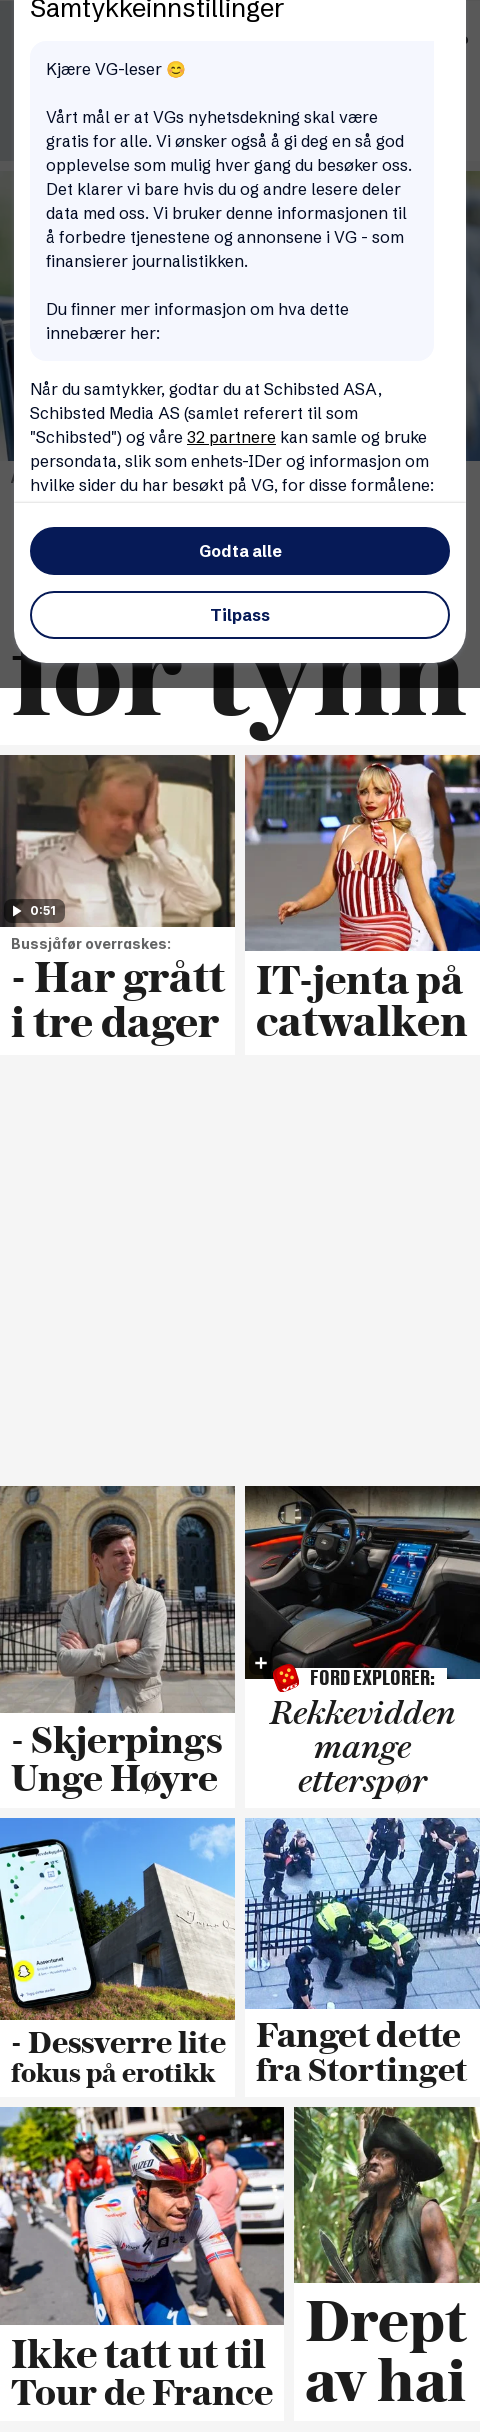 Samtykkeinnstillinger
Kjære VG-leser 😊
Vårt mål er at VGs nyhetsdekning skal være
gratis for alle. Vi ønsker også å gi deg en så god
opplevelse som mulig hver gang du besøker oss.
Det klarer vi bare hvis du og andre lesere deler
data med oss. Vi bruker denne informasjonen til
å forbedre tjenestene og annonsene i VG - som
finansierer journalistikken.
Du finner mer informasjon om hva dette
innebærer her:
Når du samtykker, godtar du at Schibsted ASA,
Schibsted Media AS (samlet referert til som
"Schibsted") og våre 32 partnere kan samle og bruke
persondata, slik som enhets-IDer og informasjon om
hvilke sider du har besøkt på VG, for disse formålene:
Godta alle
Tilpass
for tynn
0:51
Bussjåfør overraskes:
- Har grått
i tre dager
IT-jenta på
catwalken
- Skjerpings
Unge Høyre
FORD EXPLORER:
Rekkevidden
mange
etterspør
- Dessverre lite
fokus på erotikk
Fanget dette
fra Stortinget
Ikke tatt ut til
Tour de France
Drept
av hai